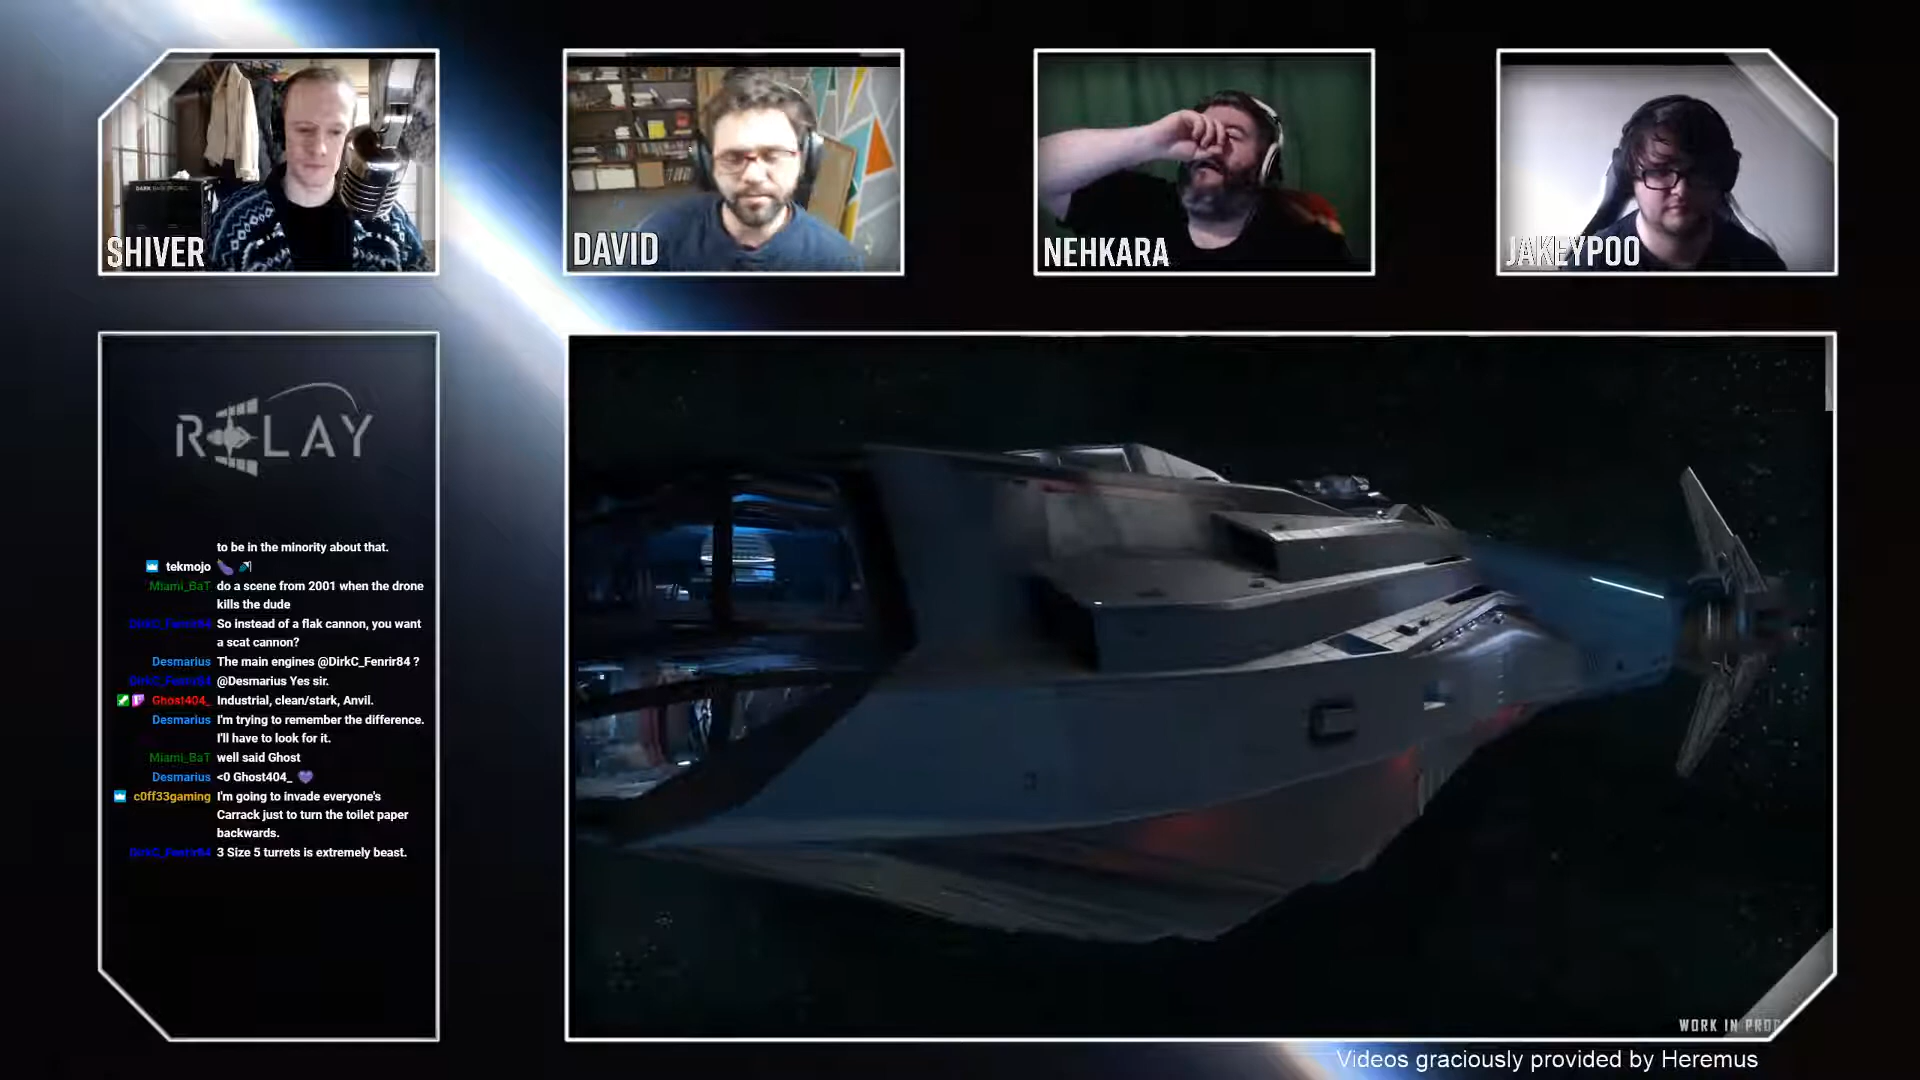 SHIVER
DAVID
NEHKARA
JAKEYPOO
RELAY
to be in the minority about that.
tekmojo
Miami_BaT do a scene from 2001 when the drone
kills the dude
DirkC_Fenrir84 So instead of a flak cannon, you want
a scat cannon?
Desmarius The main engines @DirkC_Fenrir84 ?
DirkC_Fenrir84 @Desmarius Yes sir.
Ghost404_ Industrial, clean/stark, Anvil.
Desmarius I'm trying to remember the difference.
I'll have to look for it.
Miami_BaT well said Ghost
Desmarius <0 Ghost404_
c0ff33gaming I'm going to invade everyone's
Carrack just to turn the toilet paper
backwards.
DirkC_Fenrir84 3 Size 5 turrets is extremely beast.
WORK IN PROG
Videos graciously provided by Heremus